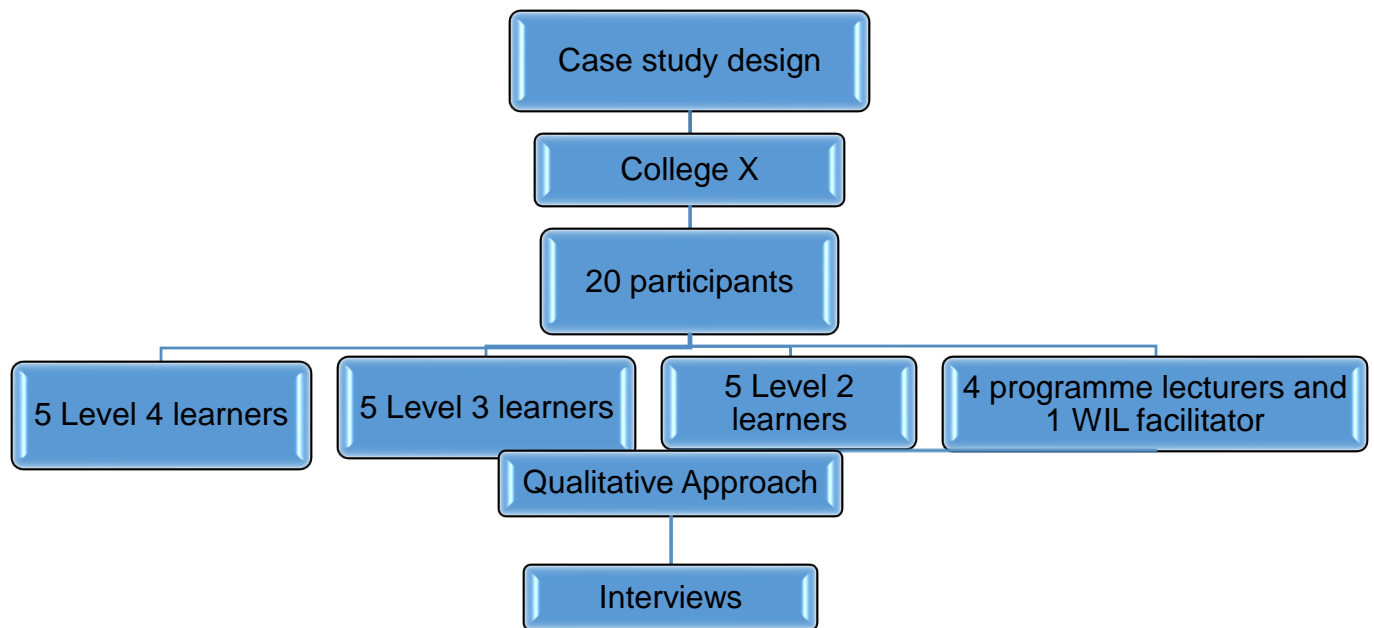 Case study design
College X
20 participants
5 Level 4 learners
5 Level 3 learners
5 Level 2
learners
4 programme lecturers and
1 WIL facilitator
Qualitative Approach
Interviews